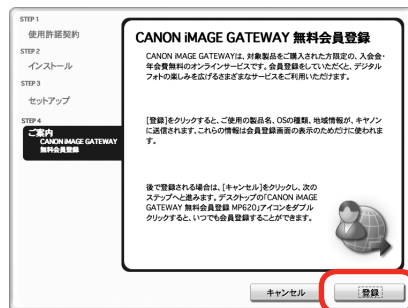 STEP 1
使用許諾契約
STEP 2
インストール
STEP 3
セットアップ
STEP 4
ご案内
CANON iMAGE GATEWAY
無料会員登録
CANON iMAGE GATEWAY 無料会員登録
CANON iMAGE GATEWAYは、対象製品をご購入された方限定の、入会金・
年会費無料のオンラインサービスです。会員登録をしていただくと、デジタル
フォトの楽しみを広げるさまざまなサービスをご利用いただけます。
[登録]をクリックすると、ご使用の製品名、OSの種類、地域情報が、キヤノン
に送信されます。これらの情報は会員登録画面の表示のためだけに使われま
す。
後で登録される場合は、[キャンセル]をクリックし、次の
ステップへと進みます。デスクトップの「CANON iMAGE
GATEWAY 無料会員登録 MP620」アイコンをダブル
クリックすると、いつでも会員登録することができます。
キャンセル
登録